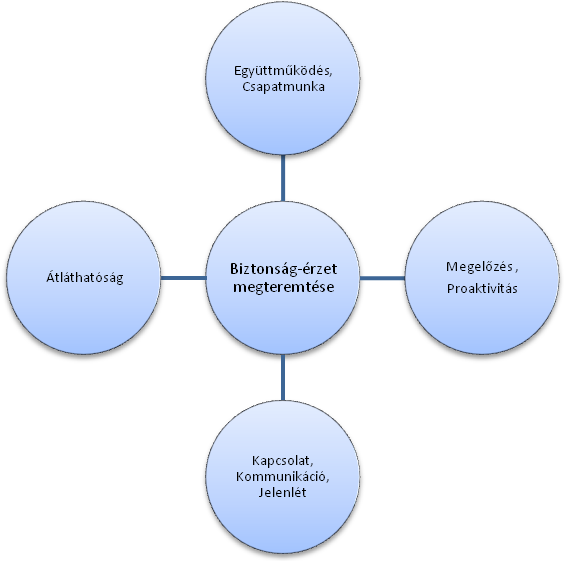 Együttműködés,
Csapatmunka
Átláthatóság
Biztonság-érzet
megteremtése
Megelőzés ,
Proaktivitás
Kapcsolat,
Kommunikáció,
Jelenlét